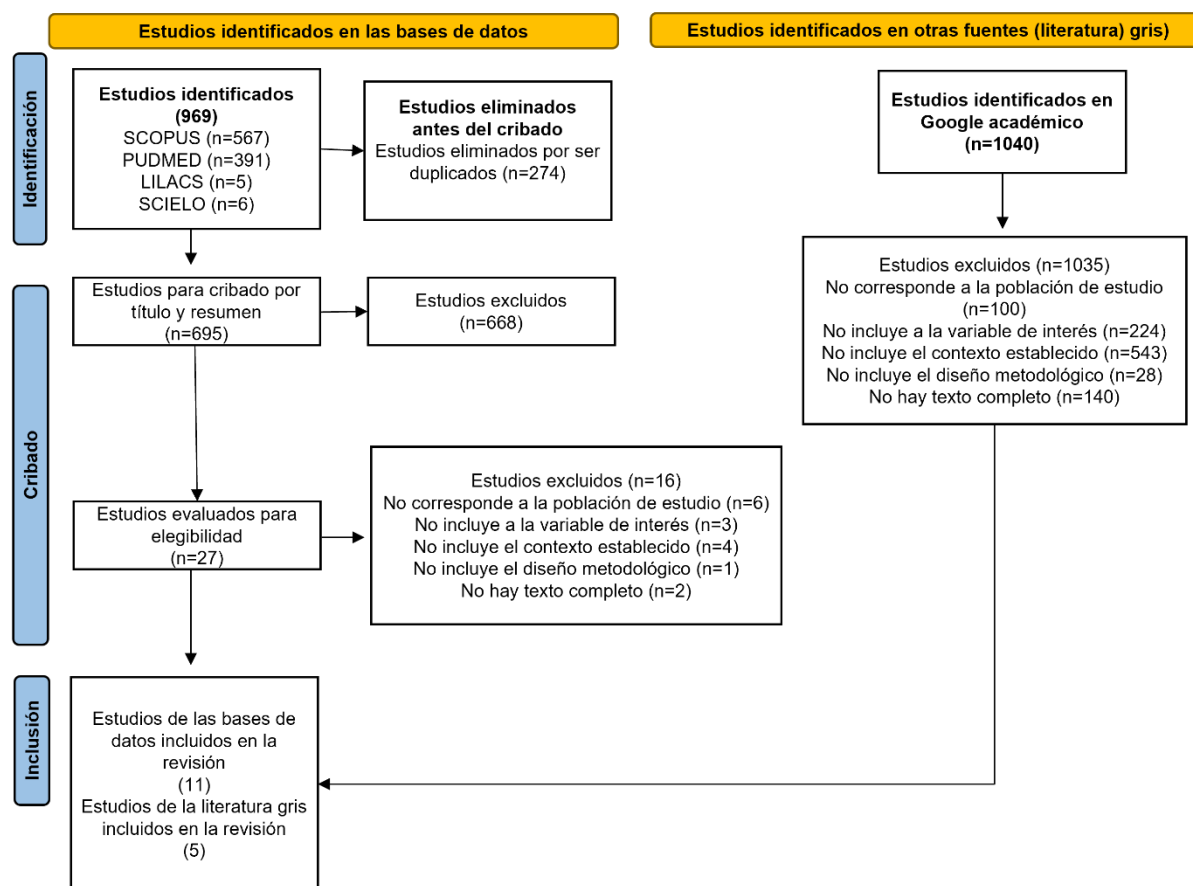 Estudios identificados en las bases de datos
Estudios identificados en otras fuentes (literatura) gris)
Identificación
Estudios identificados
(969)
SCOPUS (n=567)
PUDMED (n=391)
LILACS (n=5)
SCIELO (n=6)
Estudios eliminados
antes del cribado
Estudios eliminados por ser
duplicados (n=274)
Estudios identificados en
Google académico
(n=1040)
Cribado
Estudios para cribado por
título y resumen
(n=695)
Estudios excluidos
(n=668)
Estudios excluidos (n=1035)
No corresponde a la población de estudio
(n=100)
No incluye a la variable de interés (n=224)
No incluye el contexto establecido (n=543)
No incluye el diseño metodológico (n=28)
No hay texto completo (n=140)
Estudios evaluados para
elegibilidad
(n=27)
Estudios excluidos (n=16)
No corresponde a la población de estudio (n=6)
No incluye a la variable de interés (n=3)
No incluye el contexto establecido (n=4)
No incluye el diseño metodológico (n=1)
No hay texto completo (n=2)
Inclusión
Estudios de las bases de
datos incluidos en la
revisión
(11)
Estudios de la literatura gris
incluidos en la revisión
(5)